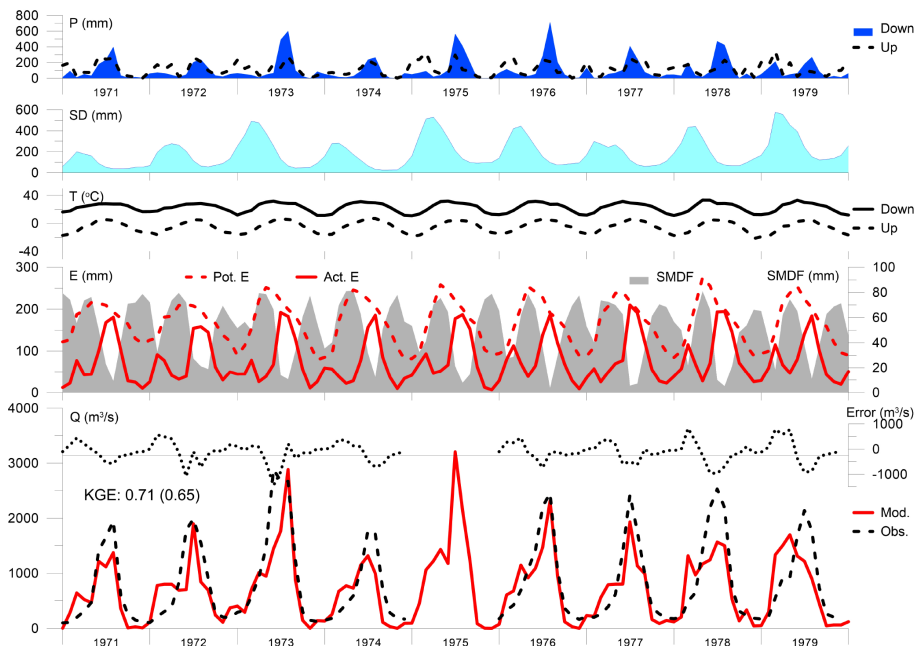 P (mm)
800
600
400
200
0
Down
Up
1971 1972 1973 1974 1975 1976 1977 1978 1979
SD (mm)
600
400
200
0
T (°C)
40
0
-40
Down
Up
E (mm)
Pot. E
Act. E
SMDF
SMDF (mm)
300
200
100
0
100
80
60
40
20
0
Q (m³/s)
Error (m³/s)
4000
3000
2000
1000
0
1000
0
-1000
KGE: 0.71 (0.65)
Mod.
Obs.
1971 1972 1973 1974 1975 1976 1977 1978 1979